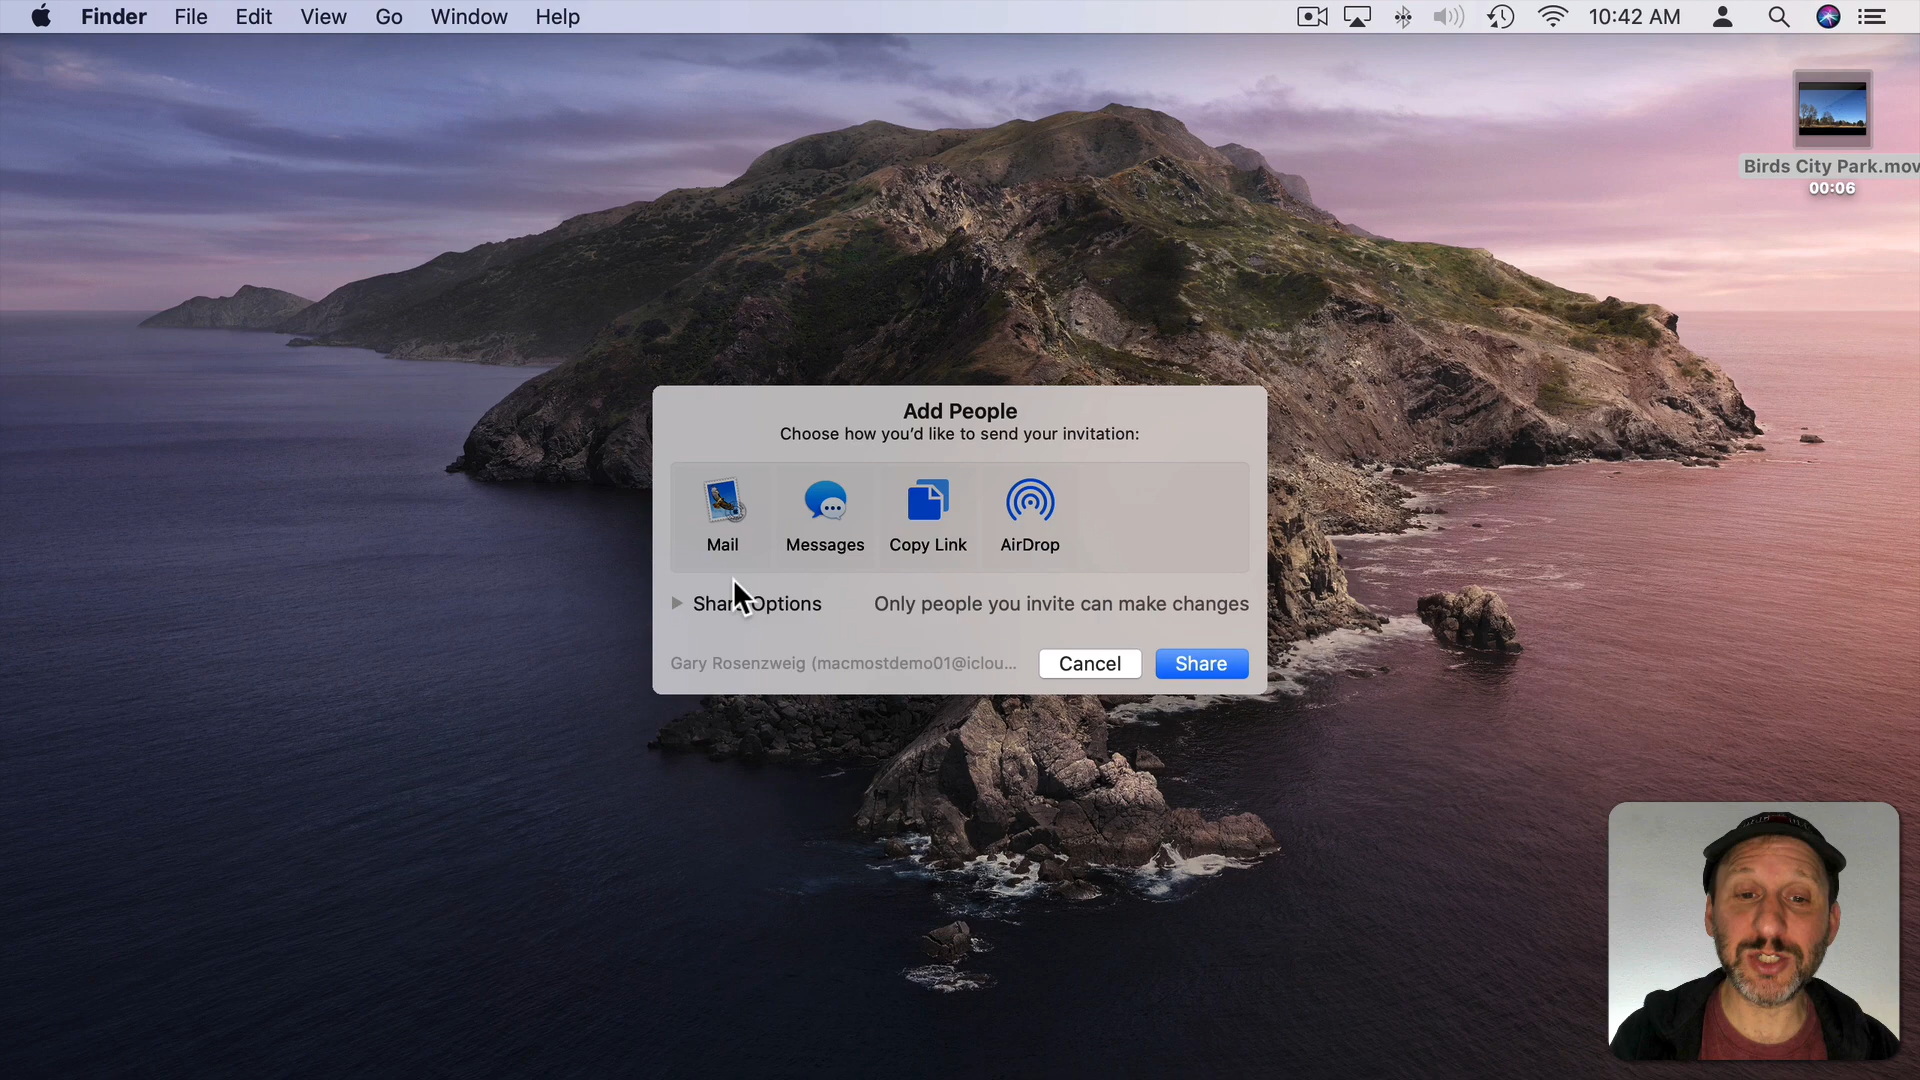 Finder File Edit View Go Window Help 10:42 AM
Birds City Park.mov
00:06
Add People
Choose how you'd like to send your invitation:
Mail Messages Copy Link AirDrop
Options Only people you invite can make changes
Gary Rosenzweig (macmostdemo01@iclou... Cancel Share